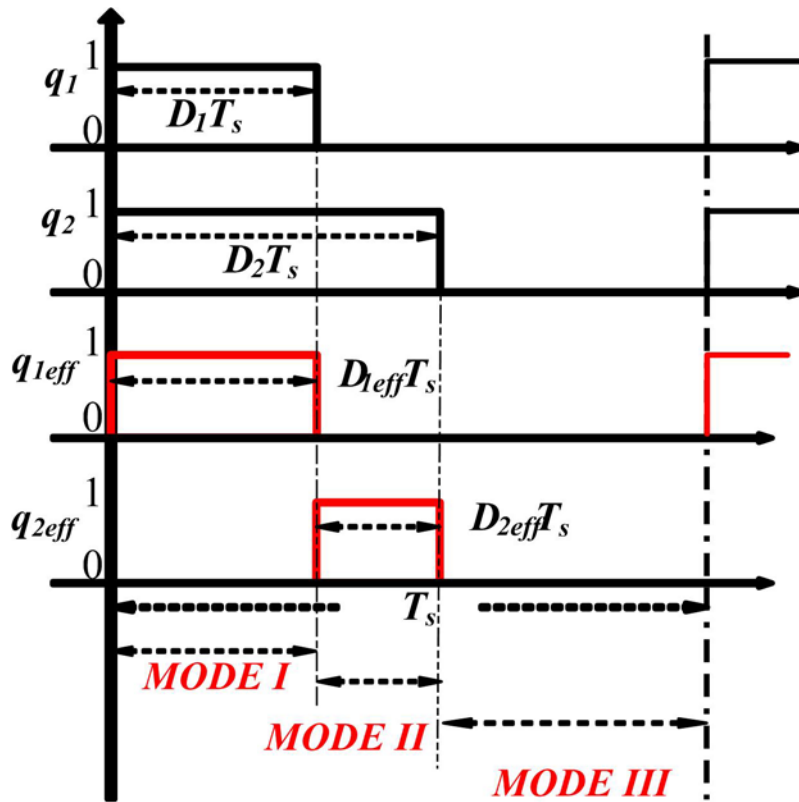 1
q1
D1Ts
0
1
q2
D2Ts
0
1
q1eff
D1effTs
0
1
q2eff
D2effTs
0
Ts
MODE I
MODE II
MODE III